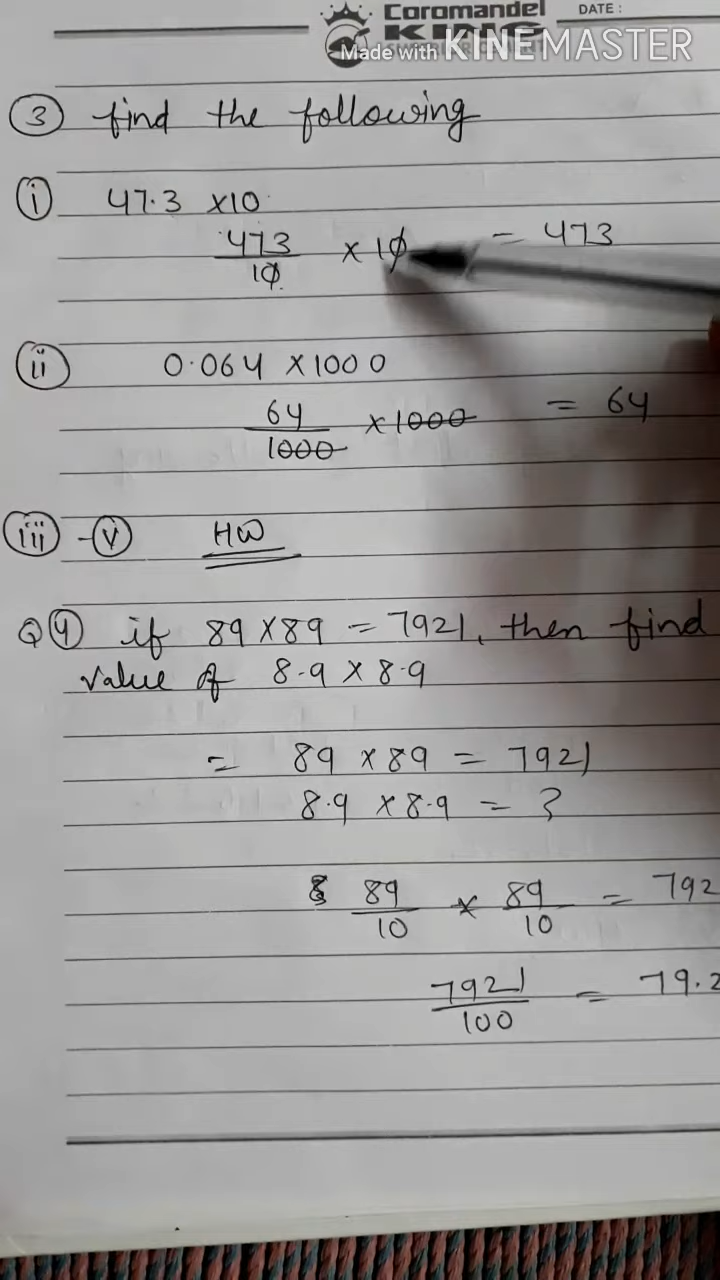 Coromandel DATE :
KING
Made with KINEMASTER
③ find the following
ⓘ 47.3 ×10
473/10 × 10 = 473
ⓘⓘ 0.064 ×1000
64/1000 ×1000 = 64
ⓘⓘⓘ - Ⓥ HW
Q④ if 89×89 = 7921, then find
value of 8.9 × 8.9
= 89 × 89 = 7921
8.9 × 8.9 = ?
89/10 × 89/10 = 792
7921/100 = 79.2